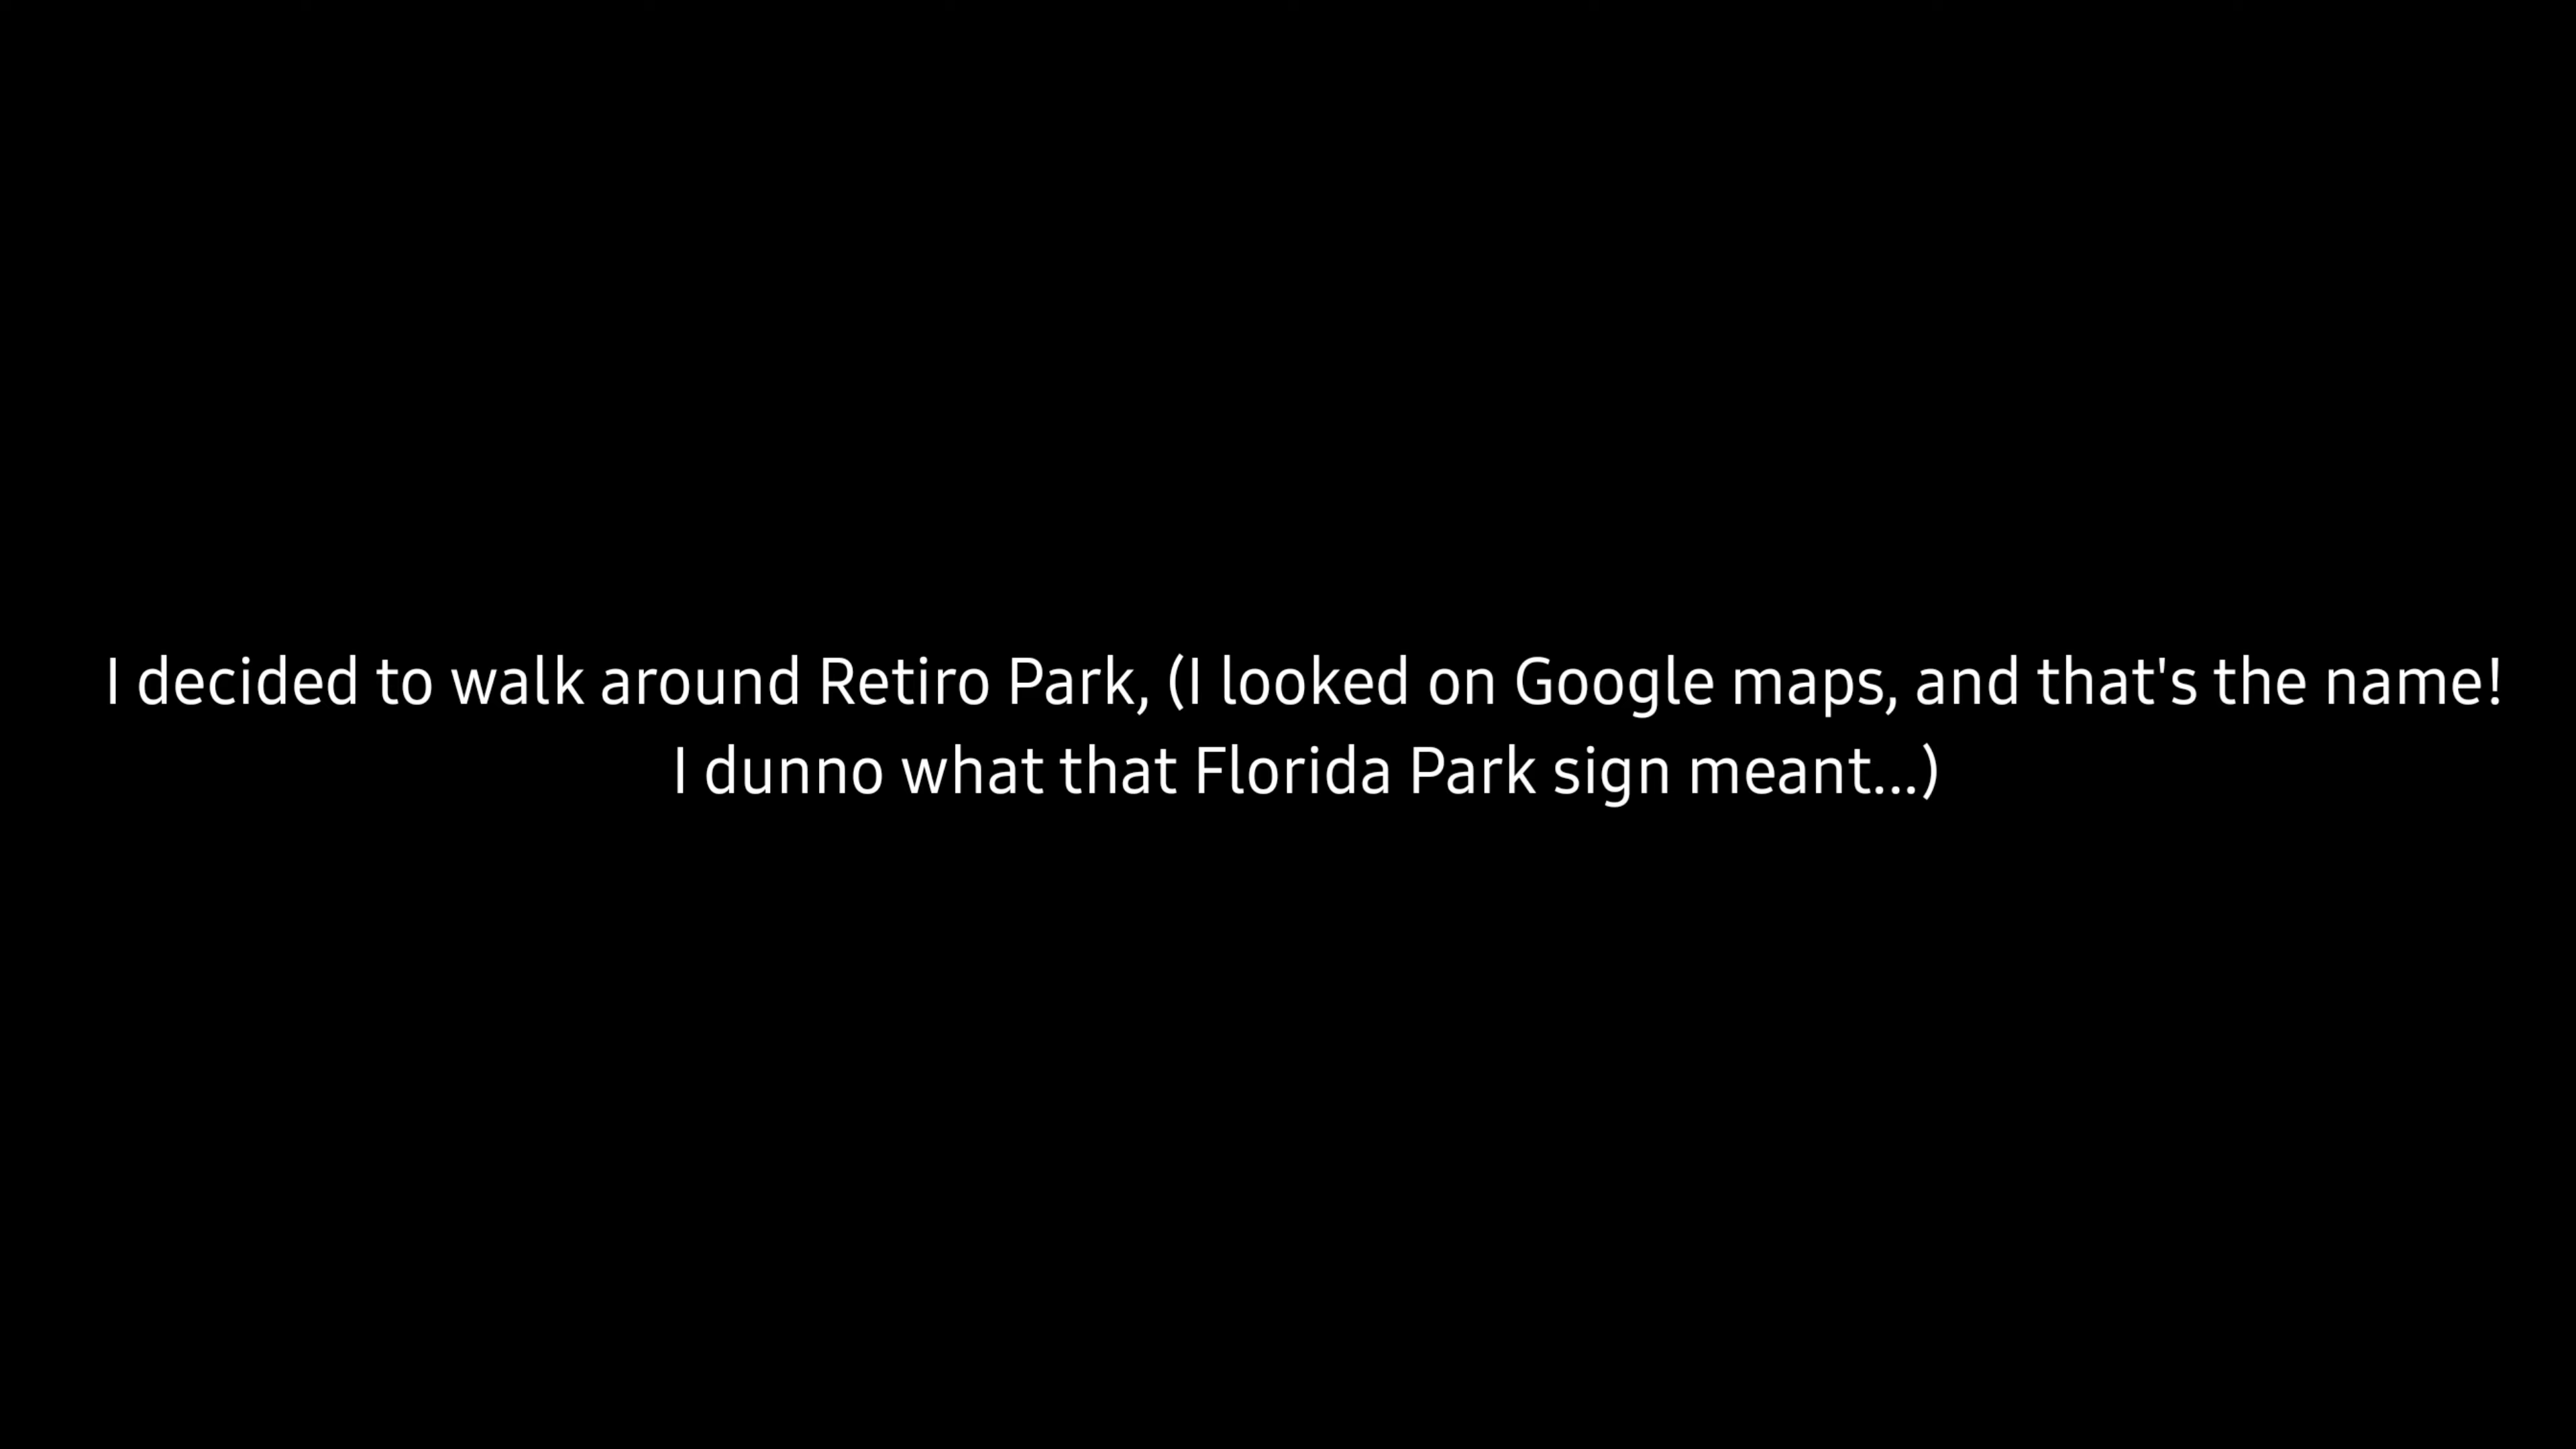 I decided to walk around Retiro Park, (I looked on Google maps, and that's the name!
I dunno what that Florida Park sign meant...)